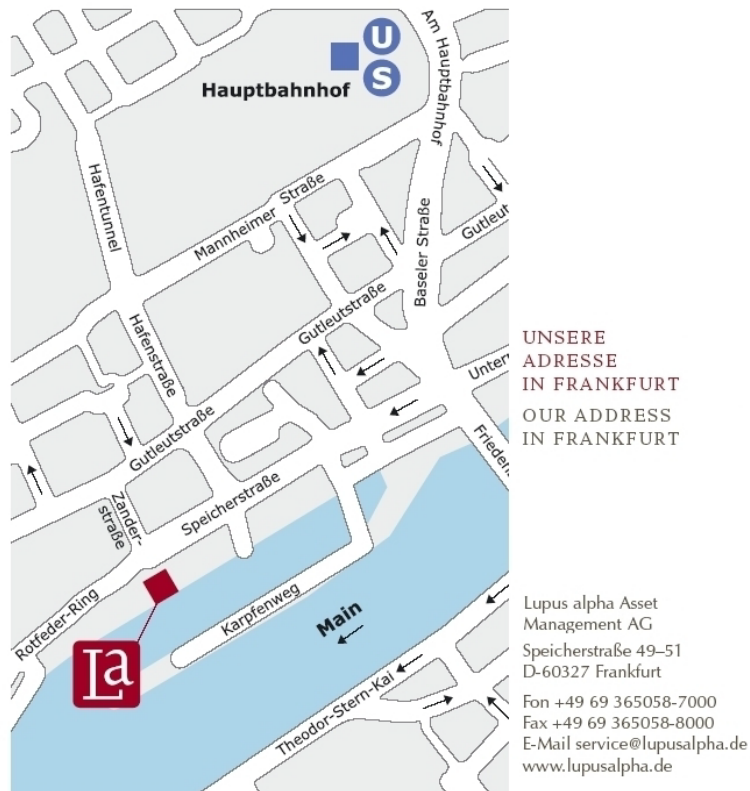 U
S
Hauptbahnhof
Am Hauptbahnhof
Hafentunnel
Mannheimer Straße
Gutleut
Baseler Straße
Gutleutstraße
Hafenstraße
Untern
Gutleutstraße
Friedens
Zander-
straße
Speicherstraße
Rotfeder-Ring
Karpfenweg
Main
La
Theodor-Stern-Kai
UNSERE
ADRESSE
IN FRANKFURT
OUR ADDRESS
IN FRANKFURT
Lupus alpha Asset
Management AG
Speicherstraße 49–51
D-60327 Frankfurt
Fon +49 69 365058-7000
Fax +49 69 365058-8000
E-Mail service@lupusalpha.de
www.lupusalpha.de